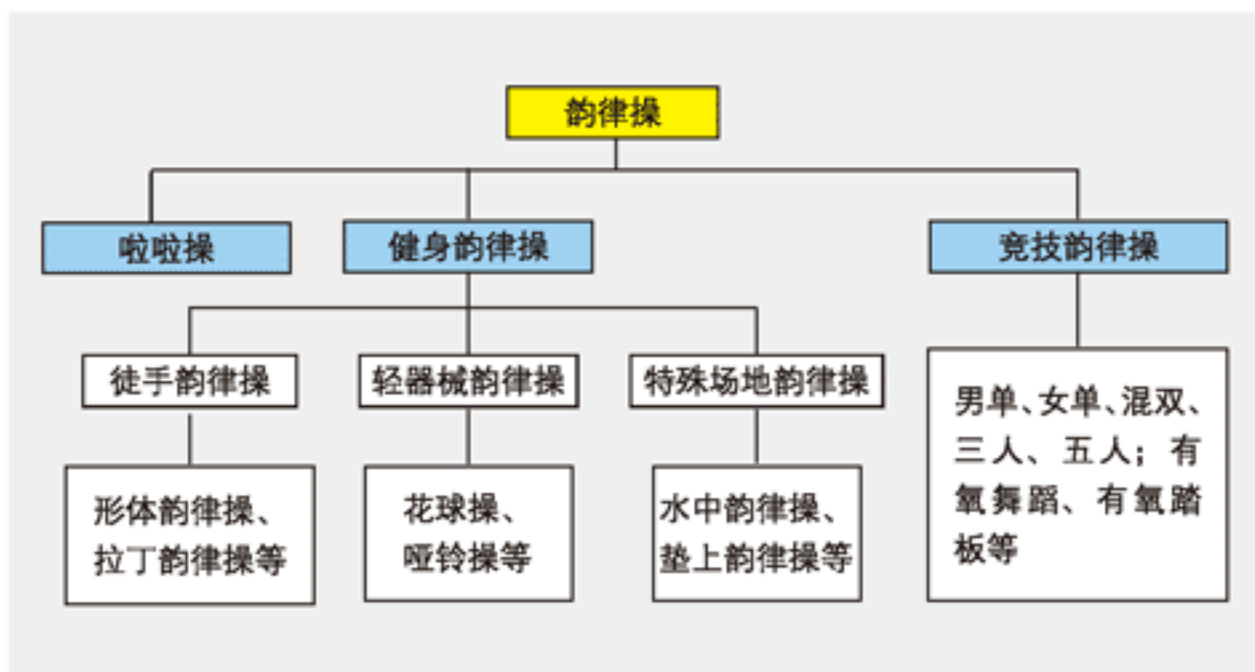 韵律操
啦啦操
健身韵律操
竞技韵律操
徒手韵律操
轻器械韵律操
特殊场地韵律操
形体韵律操、
拉丁韵律操等
花球操、
哑铃操等
水中韵律操、
垫上韵律操等
男单、女单、混双、
三人、五人；有
氧舞蹈、有氧踏
板等